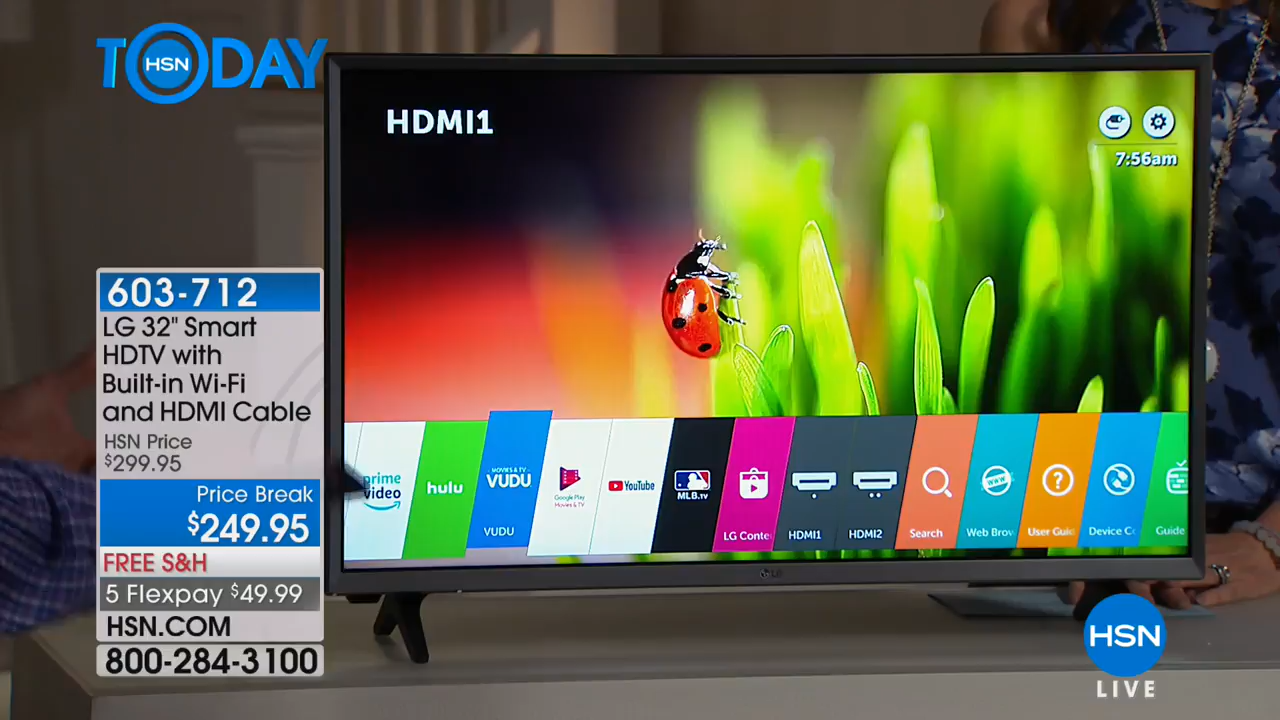 TODAY
HSN
603-712
LG 32" Smart
HDTV with
Built-in Wi-Fi
and HDMI Cable
HSN Price
$299.95
Price Break
$249.95
FREE S&H
5 Flexpay $49.99
HSN.COM
800-284-3100
HDMI1
7:56am
prime
video
hulu
MOVIES & TV
VUDU
VUDU
Google Play
Movies & TV
YouTube
MLB.tv
LG Conte
HDMI1
HDMI2
Search
www
Web Brov
?
User Guid
Device Co
Guide
LG
HSN
LIVE